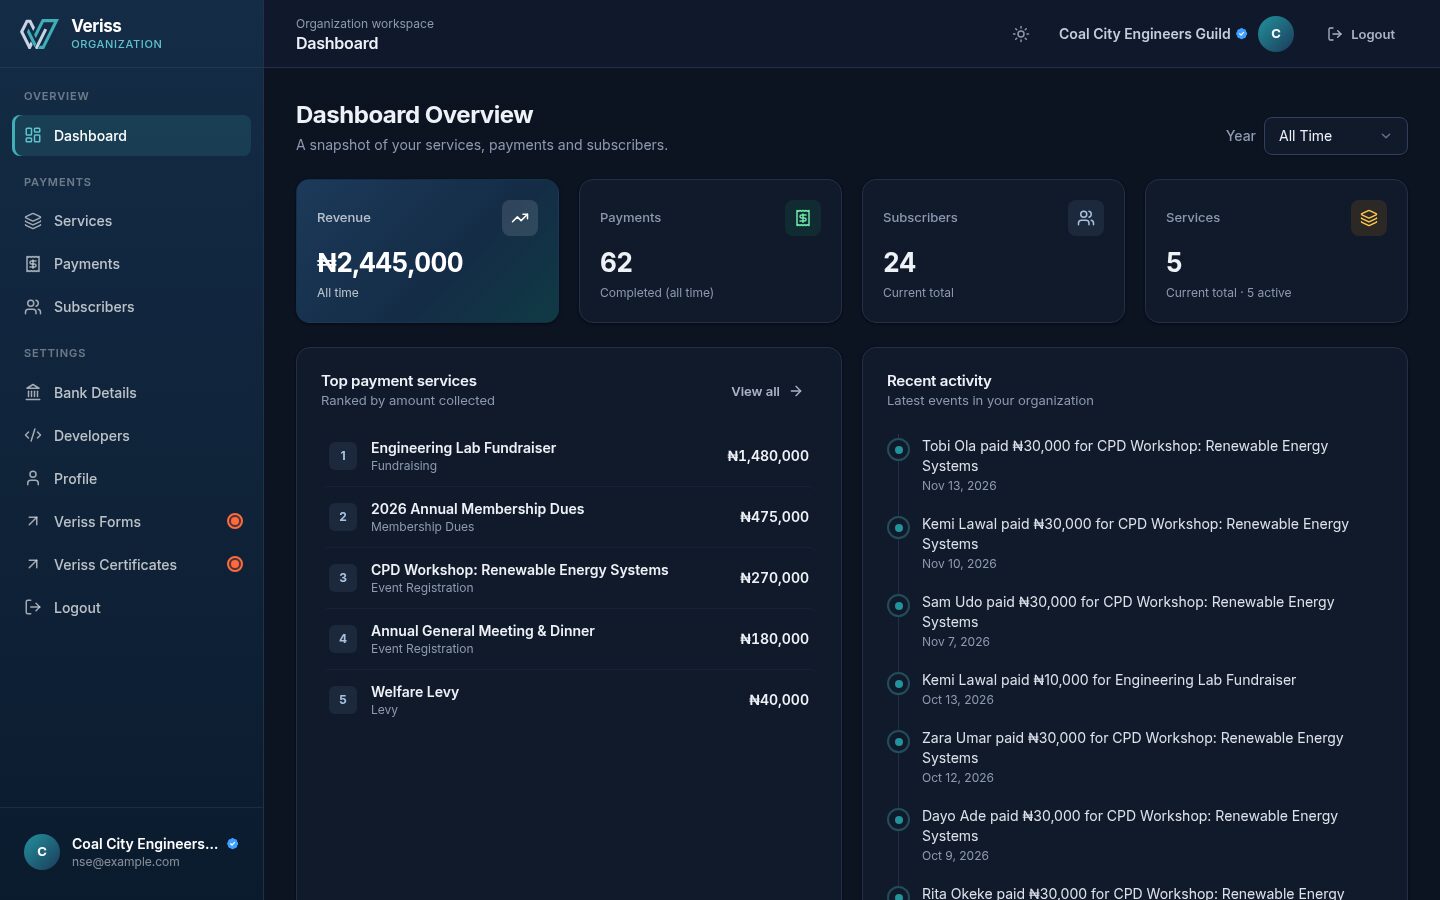 Veriss
ORGANIZATION
OVERVIEW
Dashboard
PAYMENTS
Services
Payments
Subscribers
SETTINGS
Bank Details
Developers
Profile
Veriss Forms
Veriss Certificates
Logout
C
Coal City Engineers...
nse@example.com
Organization workspace
Dashboard
Coal City Engineers Guild
C
Logout
Dashboard Overview
A snapshot of your services, payments and subscribers.
Year
All Time
Revenue
₦2,445,000
All time
Payments
62
Completed (all time)
Subscribers
24
Current total
Services
5
Current total · 5 active
Top payment services
Ranked by amount collected
View all
1
Engineering Lab Fundraiser
Fundraising
₦1,480,000
2
2026 Annual Membership Dues
Membership Dues
₦475,000
3
CPD Workshop: Renewable Energy Systems
Event Registration
₦270,000
4
Annual General Meeting & Dinner
Event Registration
₦180,000
5
Welfare Levy
Levy
₦40,000
Recent activity
Latest events in your organization
Tobi Ola paid ₦30,000 for CPD Workshop: Renewable Energy
Systems
Nov 13, 2026
Kemi Lawal paid ₦30,000 for CPD Workshop: Renewable Energy
Systems
Nov 10, 2026
Sam Udo paid ₦30,000 for CPD Workshop: Renewable Energy
Systems
Nov 7, 2026
Kemi Lawal paid ₦10,000 for Engineering Lab Fundraiser
Oct 13, 2026
Zara Umar paid ₦30,000 for CPD Workshop: Renewable Energy
Systems
Oct 12, 2026
Dayo Ade paid ₦30,000 for CPD Workshop: Renewable Energy
Systems
Oct 9, 2026
Rita Okeke paid ₦30,000 for CPD Workshop: Renewable Energy